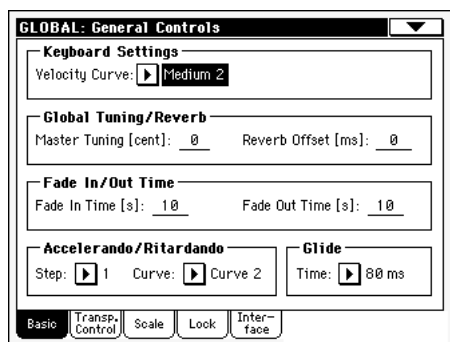 GLOBAL: General Controls
Keyboard Settings
Velocity Curve: Medium 2
Global Tuning/Reverb
Master Tuning [cent]: 0 Reverb Offset [ms]: 0
Fade In/Out Time
Fade In Time [s]: 10 Fade Out Time [s]: 10
Accelerando/Ritardando Glide
Step: 1 Curve: Curve 2 Time: 80 ms
Basic Transp. Control Scale Lock Inter- face